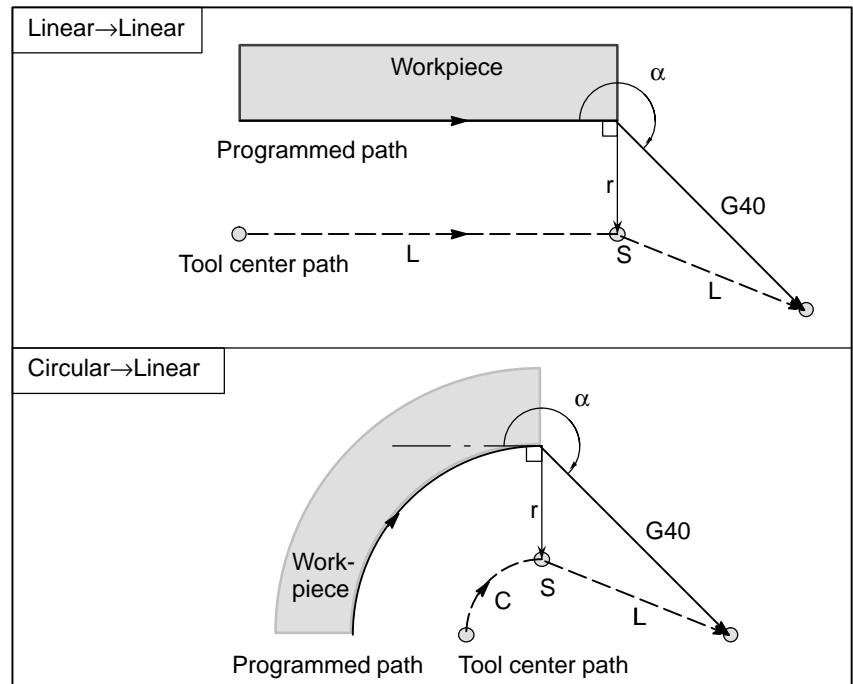 Linear→Linear
Workpiece
α
Programmed path
r
G40
Tool center path
L
S
L
Circular→Linear
α
r
G40
Work-
piece
C
S
L
Programmed path
Tool center path